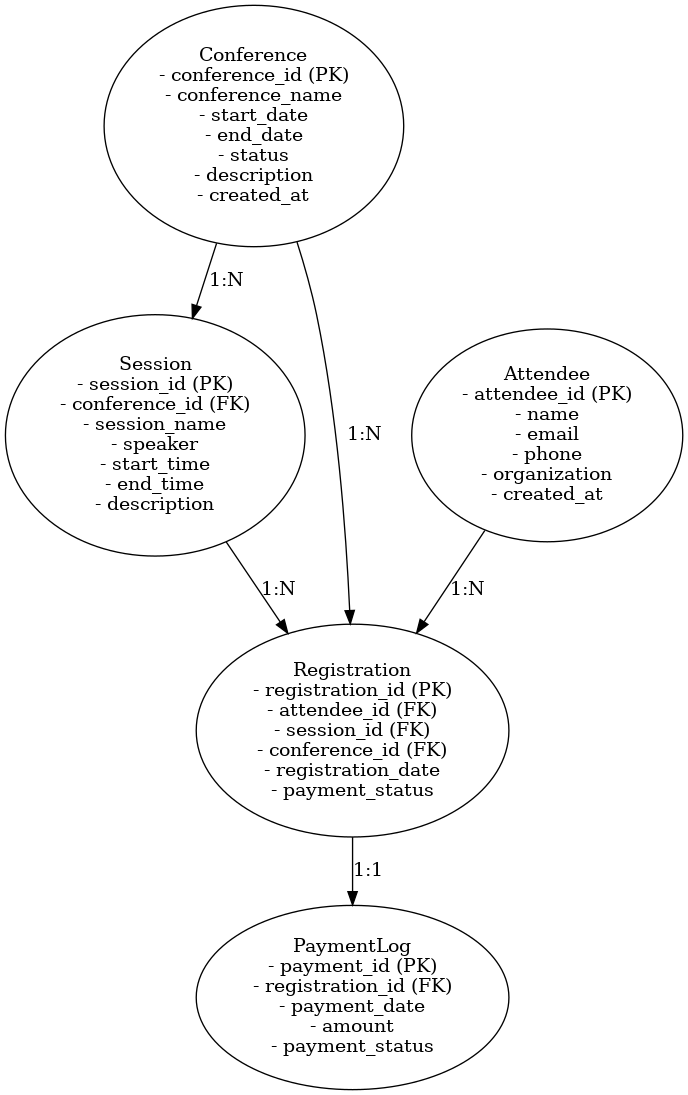 Conference
- conference_id (PK)
- conference_name
- start_date
- end_date
- status
- description
- created_at
1:N
Session
- session_id (PK)
- conference_id (FK)
- session_name
- speaker
- start_time
- end_time
- description
1:N
Attendee
- attendee_id (PK)
- name
- email
- phone
- organization
- created_at
1:N
1:N
Registration
- registration_id (PK)
- attendee_id (FK)
- session_id (FK)
- conference_id (FK)
- registration_date
- payment_status
1:1
PaymentLog
- payment_id (PK)
- registration_id (FK)
- payment_date
- amount
- payment_status